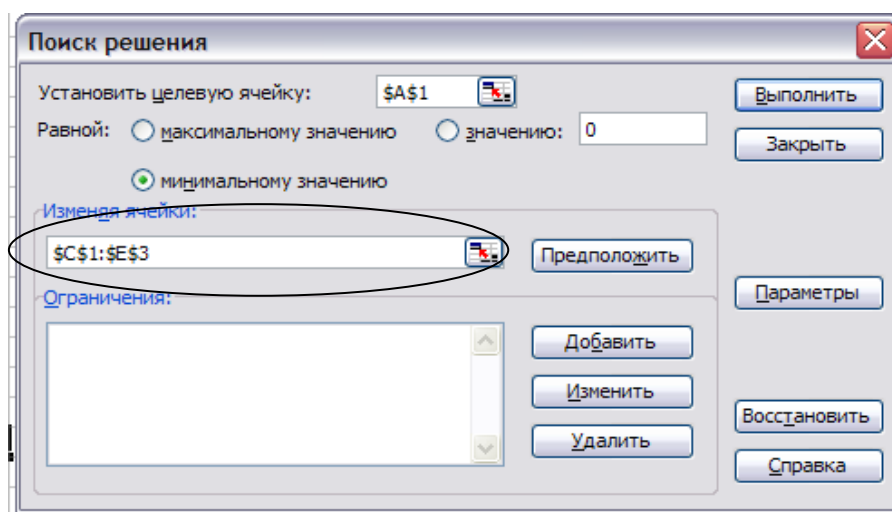 Поиск решения
Установить целевую ячейку: $A$1
Выполнить
Равной: максимальному значению значению: 0
Закрыть
минимальному значению
Изменяя ячейки:
$C$1:$E$3 Предположить
Ограничения:
Параметры
Добавить
Изменить
Восстановить
Удалить
Справка